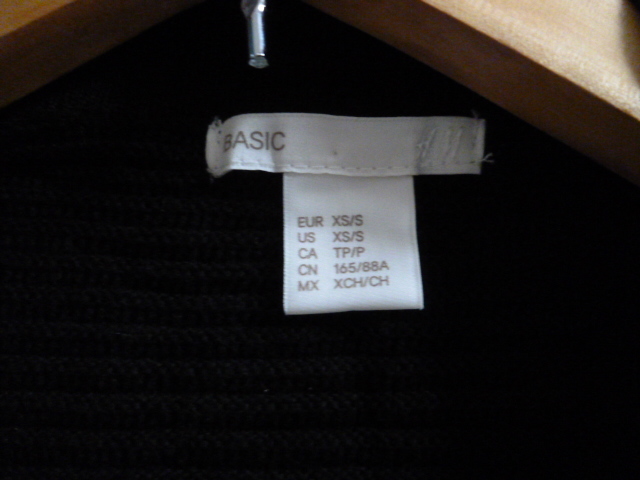 BASIC
EUR XS/S
US XS/S
CA TP/P
CN 165/88A
MX XCH/CH